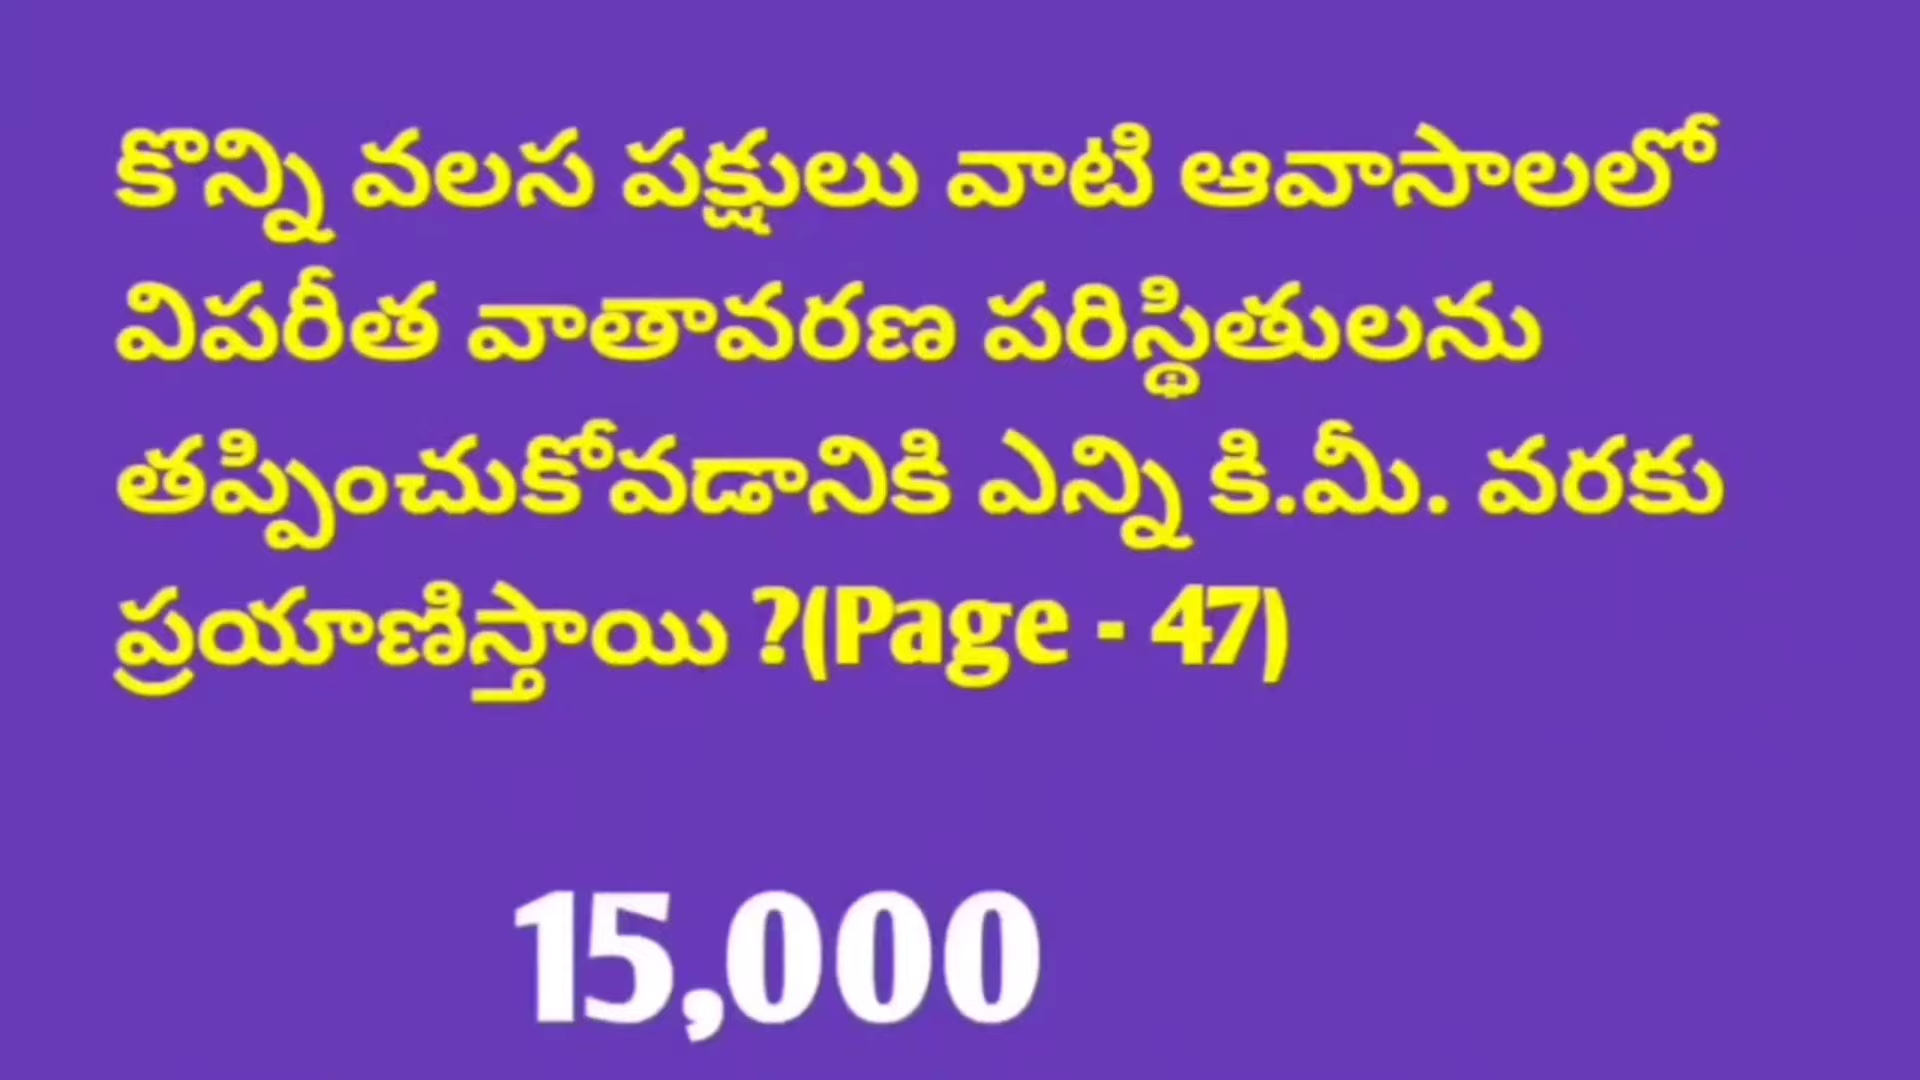 కొన్ని వలస పక్షులు వాటి ఆవాసాలలో
విపరీత వాతావరణ పరిస్థితులను
తప్పించుకోవడానికి ఎన్ని కి.మీ. వరకు
ప్రయాణిస్తాయి ?(Page - 47)
15,000